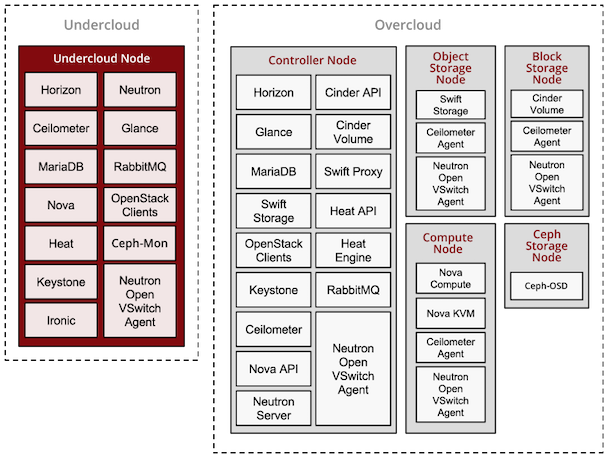 Undercloud
Undercloud Node
Horizon
Neutron
Ceilometer
Glance
MariaDB
RabbitMQ
Nova
OpenStack
Clients
Heat
Ceph-Mon
Keystone
Ironic
Neutron
Open
VSwitch
Agent
Overcloud
Controller Node
Horizon
Cinder API
Glance
Cinder
Volume
MariaDB
Swift Proxy
Swift
Storage
Heat API
OpenStack
Clients
Heat
Engine
Keystone
RabbitMQ
Ceilometer
Nova API
Neutron
Server
Neutron
Open
VSwitch
Agent
Object
Storage
Node
Swift
Storage
Ceilometer
Agent
Neutron
Open
VSwitch
Agent
Block
Storage
Node
Cinder
Volume
Ceilometer
Agent
Neutron
Open
VSwitch
Agent
Compute
Node
Nova
Compute
Nova KVM
Ceilometer
Agent
Neutron
Open
VSwitch
Agent
Ceph
Storage
Node
Ceph-OSD